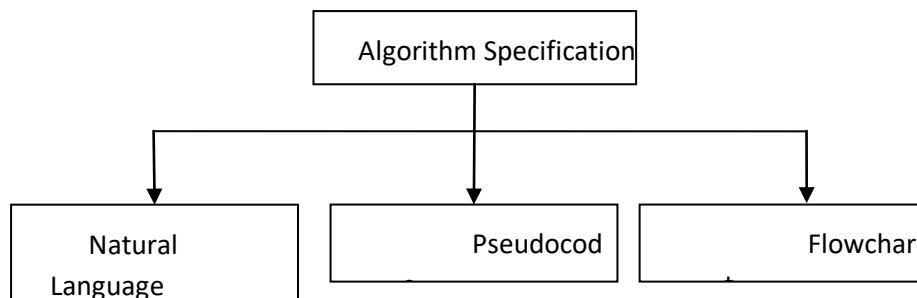 Algorithm Specification
Natural
Language
Pseudocod
Flowchar